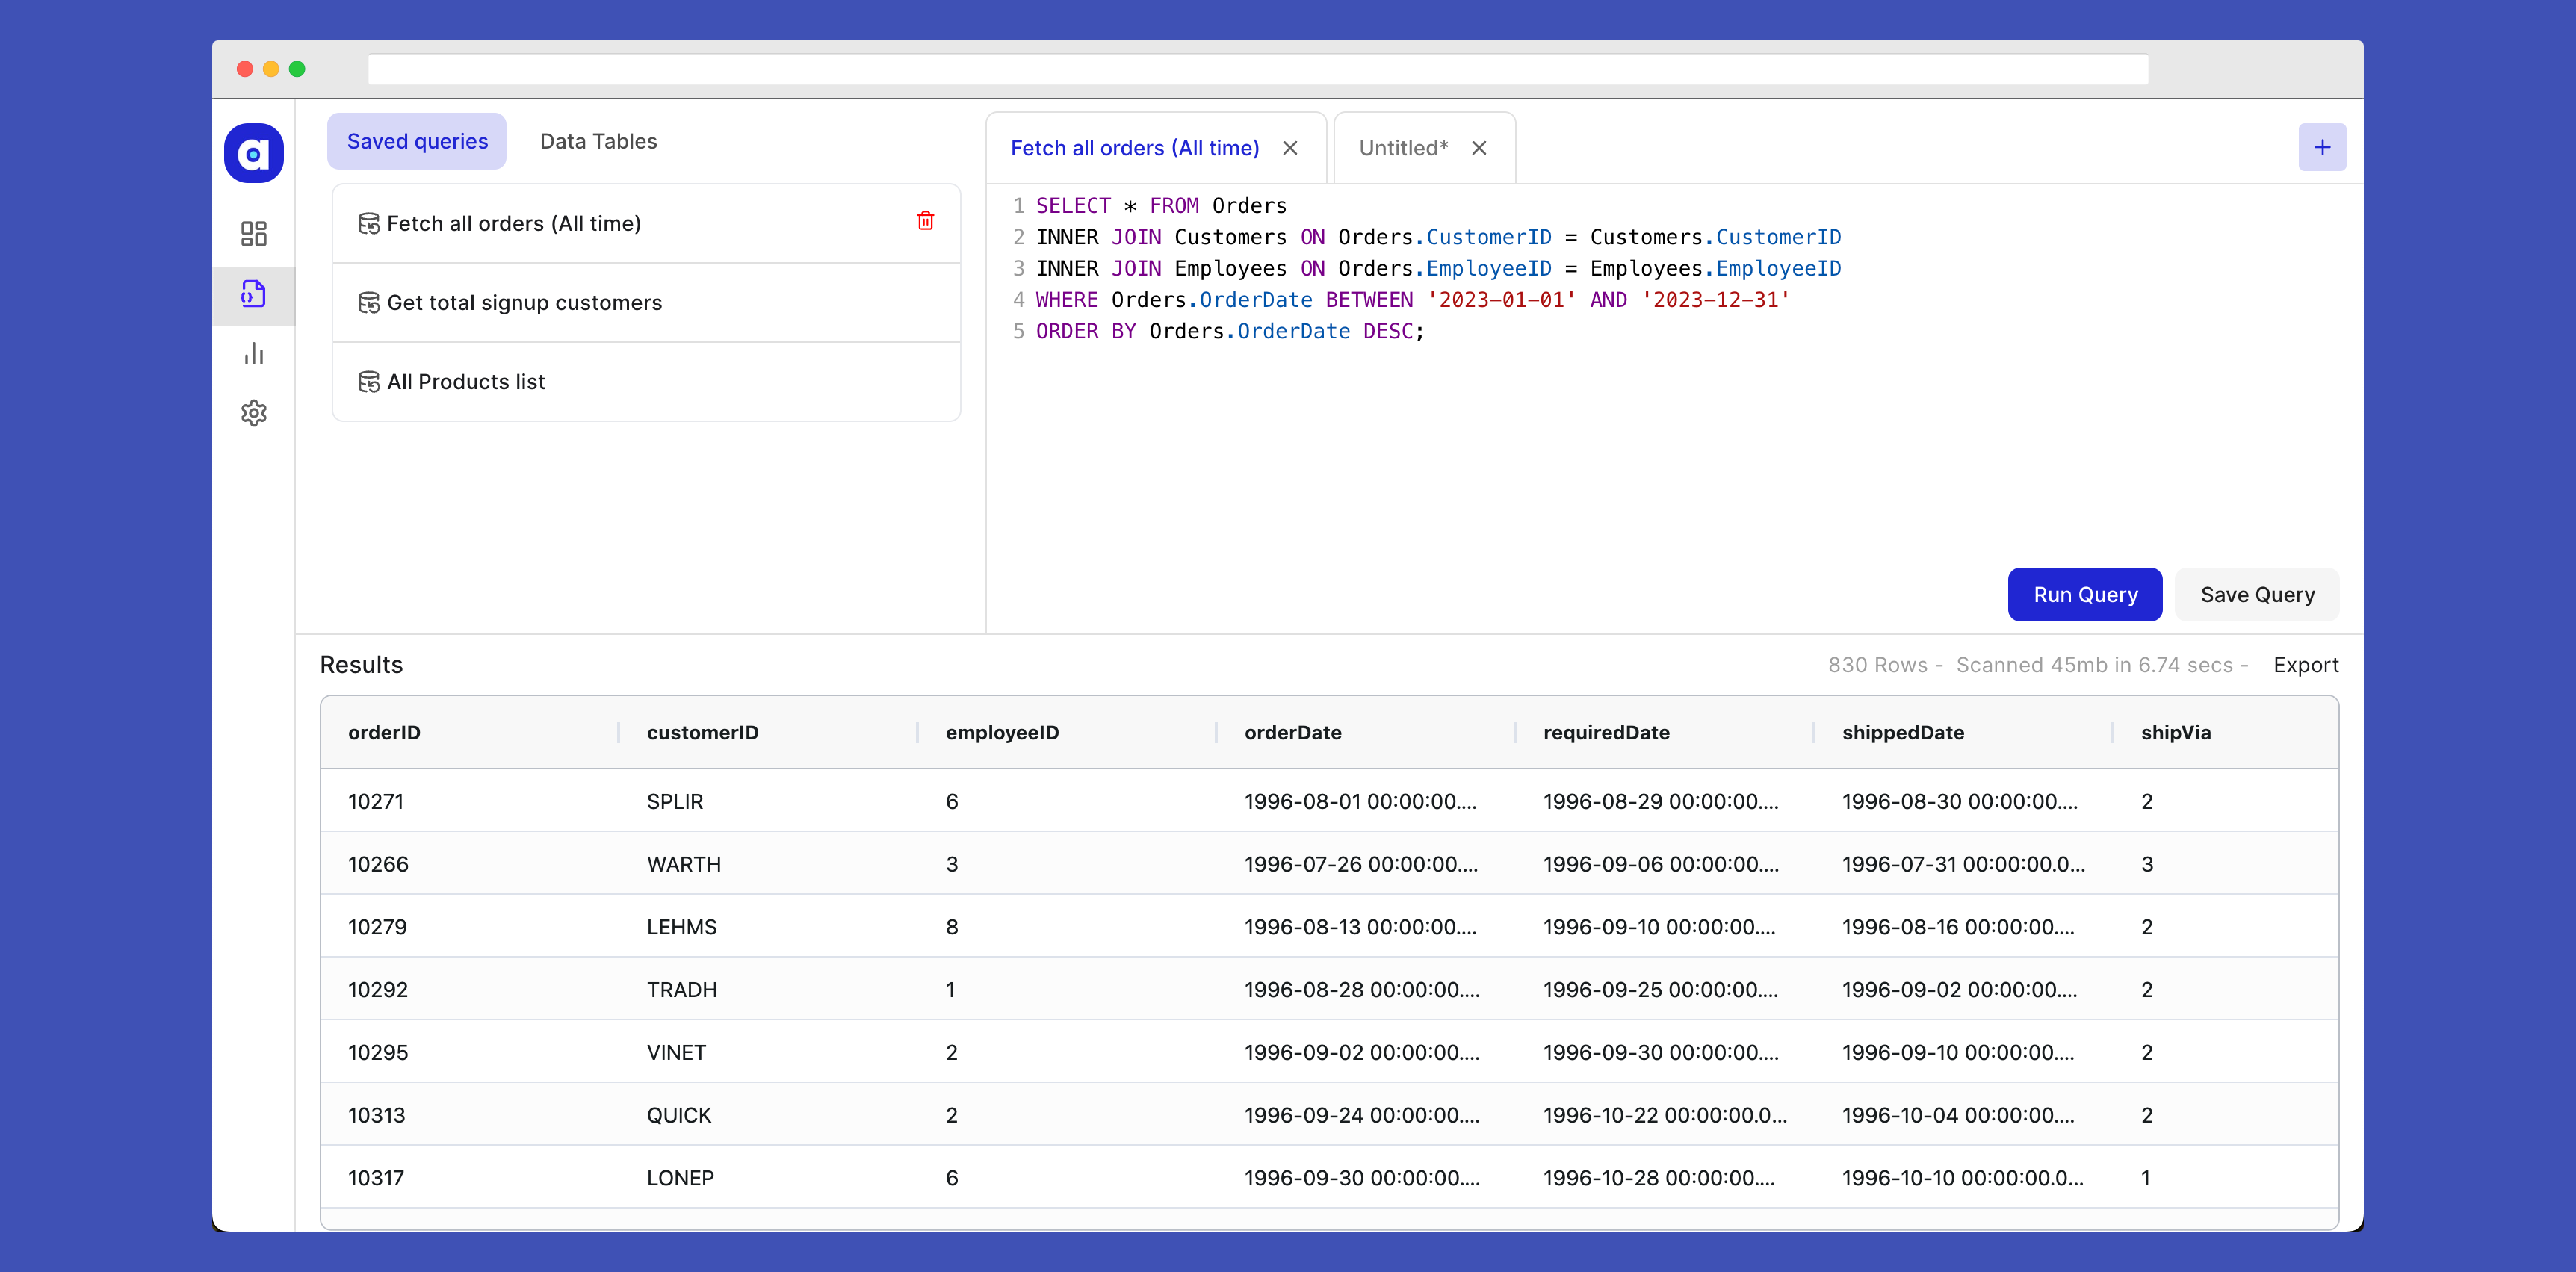 a
Saved queries
Data Tables
Fetch all orders (All time)
Get total signup customers
All Products list
Fetch all orders (All time)
Untitled*
1 SELECT * FROM Orders
2 INNER JOIN Customers ON Orders.CustomerID = Customers.CustomerID
3 INNER JOIN Employees ON Orders.EmployeeID = Employees.EmployeeID
4 WHERE Orders.OrderDate BETWEEN '2023-01-01' AND '2023-12-31'
5 ORDER BY Orders.OrderDate DESC;
Run Query
Save Query
Results
830 Rows - Scanned 45mb in 6.74 secs - Export
orderID customerID employeeID orderDate requiredDate shippedDate shipVia
10271 SPLIR 6 1996-08-01 00:00:00.... 1996-08-29 00:00:00.... 1996-08-30 00:00:00.... 2
10266 WARTH 3 1996-07-26 00:00:00.... 1996-09-06 00:00:00.... 1996-07-31 00:00:00.0... 3
10279 LEHMS 8 1996-08-13 00:00:00.... 1996-09-10 00:00:00.... 1996-08-16 00:00:00.... 2
10292 TRADH 1 1996-08-28 00:00:00.... 1996-09-25 00:00:00.... 1996-09-02 00:00:00.... 2
10295 VINET 2 1996-09-02 00:00:00.... 1996-09-30 00:00:00.... 1996-09-10 00:00:00.... 2
10313 QUICK 2 1996-09-24 00:00:00.... 1996-10-22 00:00:00.0... 1996-10-04 00:00:00.... 2
10317 LONEP 6 1996-09-30 00:00:00.... 1996-10-28 00:00:00.... 1996-10-10 00:00:00.0... 1